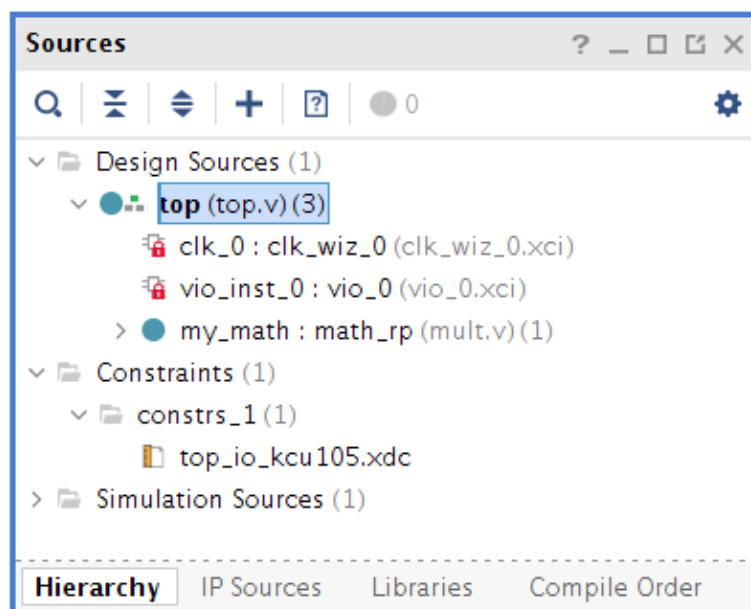 Sources
0
Design Sources (1)
top (top.v) (3)
clk_0 : clk_wiz_0 (clk_wiz_0.xci)
vio_inst_0 : vio_0 (vio_0.xci)
my_math : math_rp (mult.v) (1)
Constraints (1)
constrs_1 (1)
top_io_kcu105.xdc
Simulation Sources (1)
Hierarchy IP Sources Libraries Compile Order